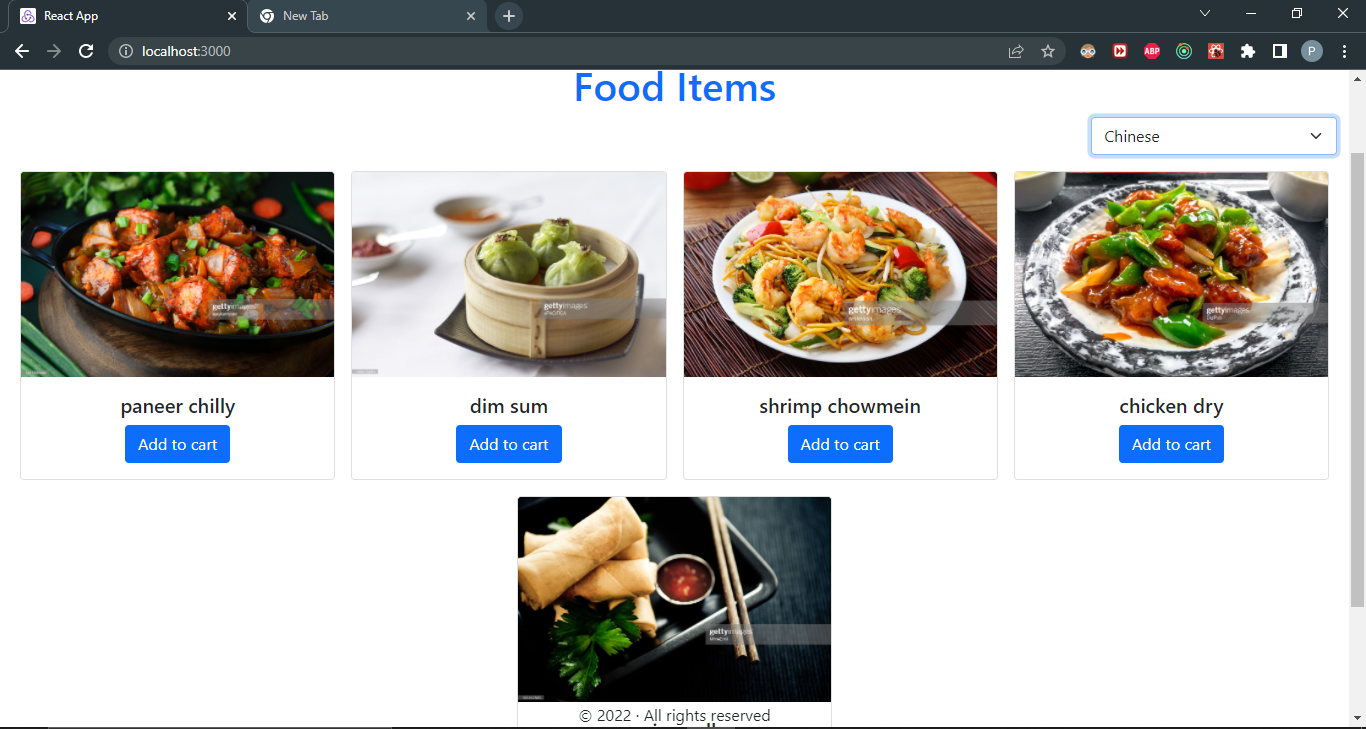 React App
New Tab
localhost:3000
ABP
P
Food Items
Chinese
gettyimages
gettyimages
gettyimages
gettyimages
paneer chilly
dim sum
shrimp chowmein
chicken dry
Add to cart
Add to cart
Add to cart
Add to cart
gettyimages
© 2022 · All rights reserved